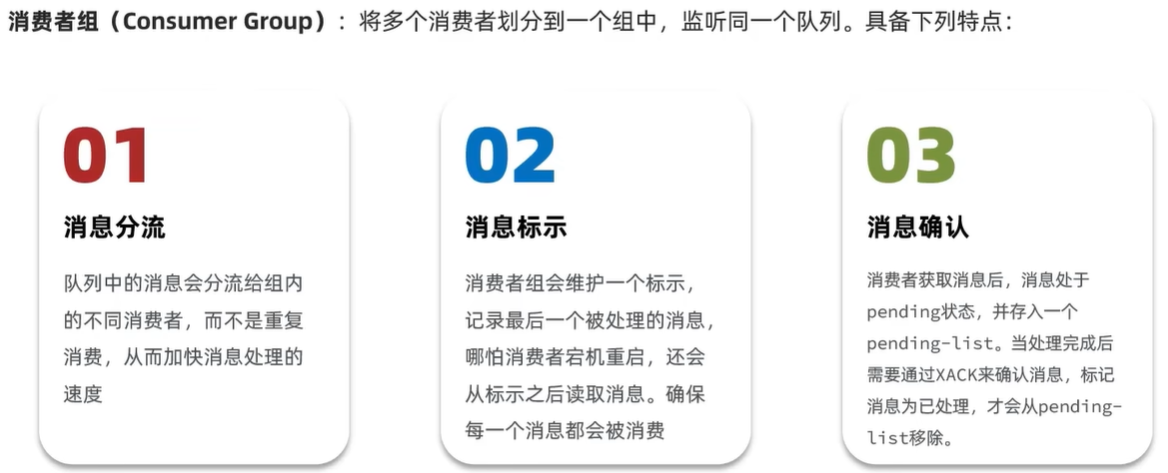 消费者组（Consumer Group）：将多个消费者划分到一个组中，监听同一个队列。具备下列特点：
01
消息分流
队列中的消息会分流给组内
的不同消费者，而不是重复
消费，从而加快消息处理的
速度
02
消息标示
消费者组会维护一个标示，
记录最后一个被处理的消息，
哪怕消费者宕机重启，还会
从标示之后读取消息。确保
每一个消息都会被消费
03
消息确认
消费者获取消息后，消息处于
pending状态，并存入一个
pending-list。当处理完成后
需要通过XACK来确认消息，标记
消息为已处理，才会从pending-
list移除。